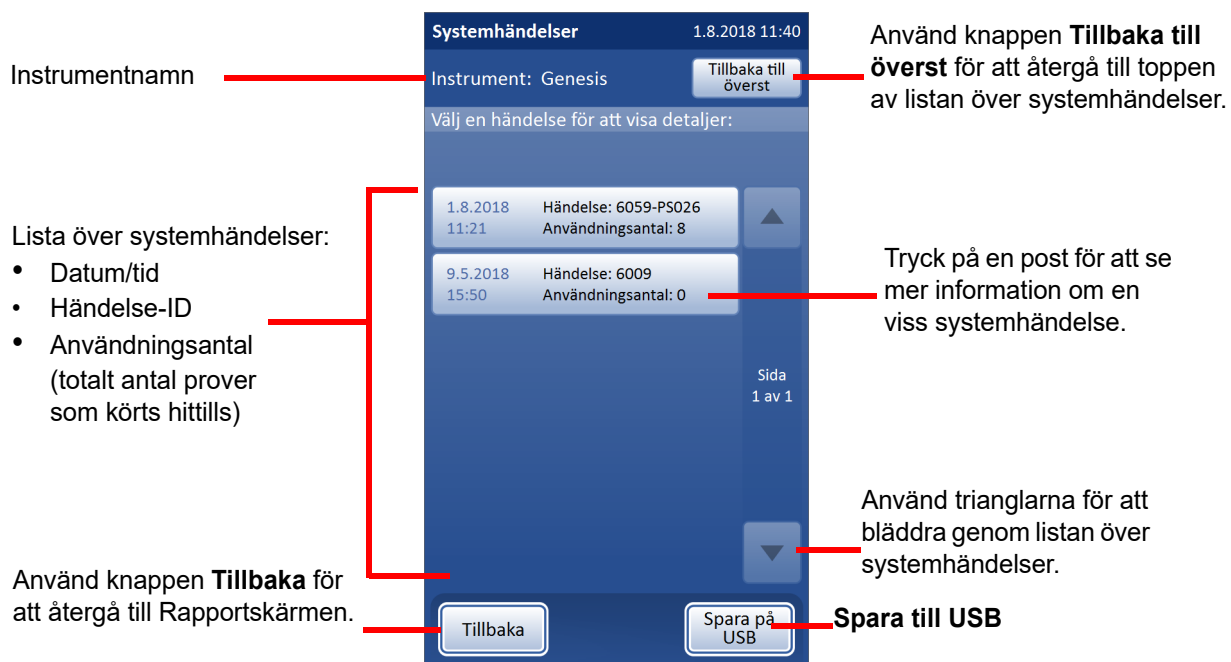 Instrumentnamn
Lista över systemhändelser:
• Datum/tid
• Händelse-ID
• Användningsantal
(totalt antal prover
som körts hittills)
Använd knappen Tillbaka för
att återgå till Rapportskärmen.
Systemhändelser 1.8.2018 11:40
Instrument: Genesis
Tillbaka till
överst
Välj en händelse för att visa detaljer:
1.8.2018 Händelse: 6059-PS026
11:21 Användningsantal: 8
9.5.2018 Händelse: 6009
15:50 Användningsantal: 0
Sida
1 av 1
Tillbaka
Spara på
USB
Använd knappen Tillbaka till
överst för att återgå till toppen
av listan över systemhändelser.
Tryck på en post för att se
mer information om en
viss systemhändelse.
Använd trianglarna för att
bläddra genom listan över
systemhändelser.
Spara till USB